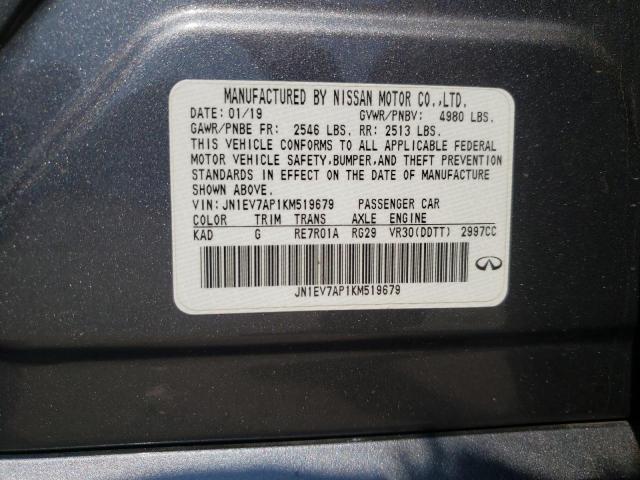 MANUFACTURED BY NISSAN MOTOR CO.,LTD.
DATE: 01/19 GVWR/PNBV: 4980 LBS.
GAWR/PNBE FR: 2546 LBS. RR: 2513 LBS.
THIS VEHICLE CONFORMS TO ALL APPLICABLE FEDERAL
MOTOR VEHICLE SAFETY,BUMPER,AND THEFT PREVENTION
STANDARDS IN EFFECT ON THE DATE OF MANUFACTURE
SHOWN ABOVE.
VIN: JN1EV7AP1KM519679 PASSENGER CAR
COLOR TRIM TRANS AXLE ENGINE
KAD G RE7R01A RG29 VR30(DDTT) 2997CC
JN1EV7AP1KM519679